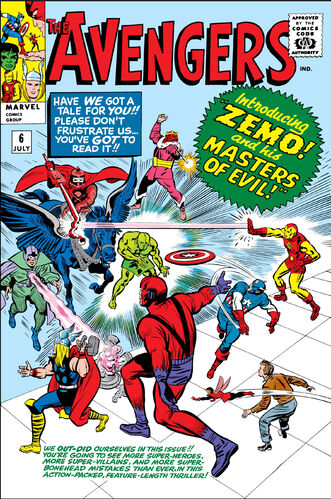 THE AVENGERS
IND.
APPROVED
BY THE
COMICS
CODE
AUTHORITY
MARVEL
COMICS
GROUP
6
JULY
HAVE WE GOT A
TALE FOR YOU!!
PLEASE DON'T
FRUSTRATE US...
YOU'VE GOT TO
READ IT!!
Introducing
"ZEMO!
and his
MASTERS
OF EVIL!"
WE OUT-DID OURSELVES IN THIS ISSUE!!
YOU'RE GOING TO SEE MORE SUPER-HEROES,
MORE SUPER-VILLAINS, AND MORE SUPER-
BONEHEAD MISTAKES THAN EVER, IN THIS
ACTION-PACKED, FEATURE-LENGTH THRILLER!